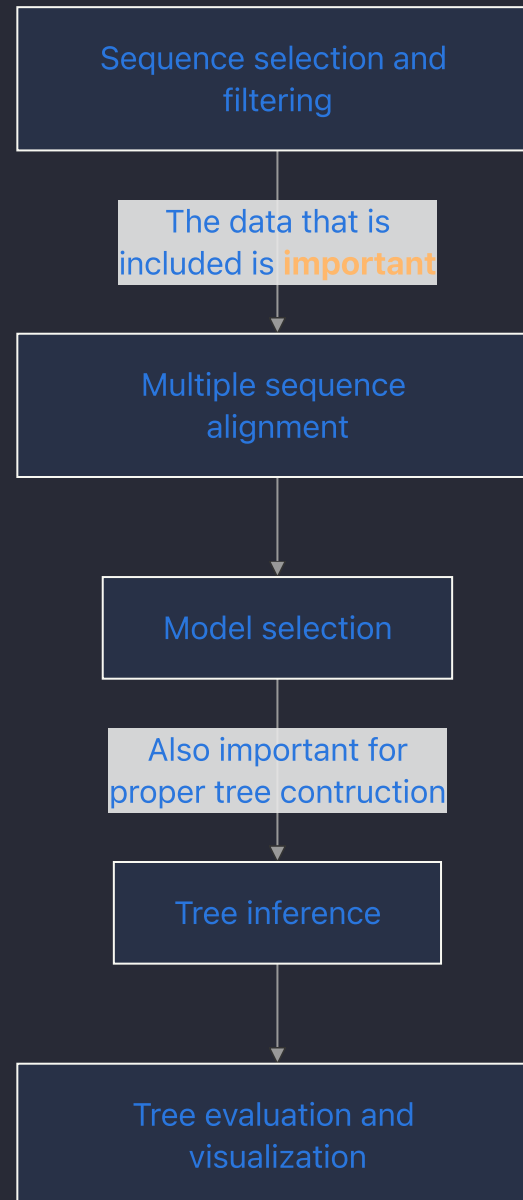 Sequence selection and
filtering
The data that is
included is important
Multiple sequence
alignment
Model selection
Also important for
proper tree contruction
Tree inference
Tree evaluation and
visualization